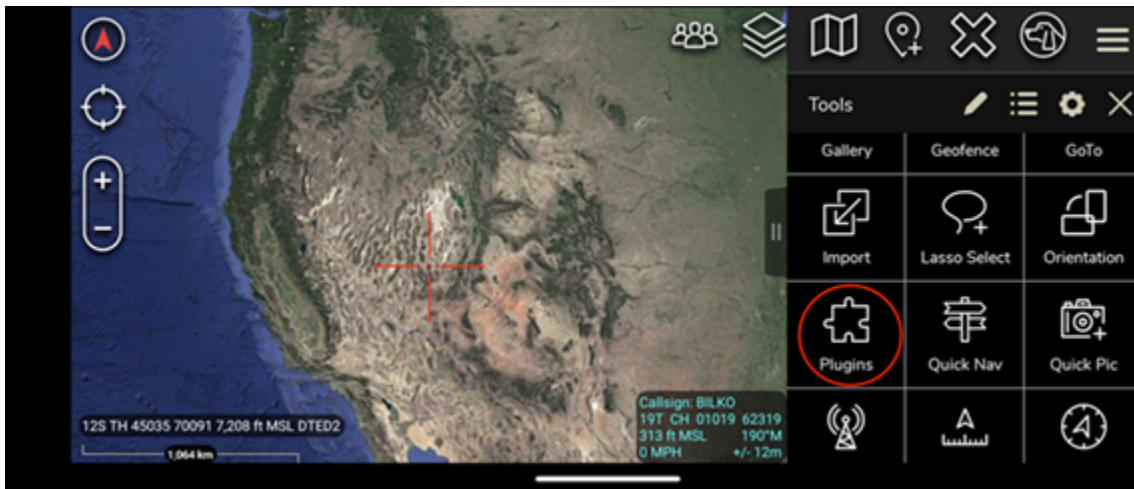 Tools
Gallery
Geofence
GoTo
Import
Lasso Select
Orientation
Plugins
Quick Nav
Quick Pic
Callsign: BILKO
19T CH 01019 62319
313 ft MSL 190°M
0 MPH +/- 12m
12S TH 45035 70091 7,208 ft MSL DTED2
1,064 km